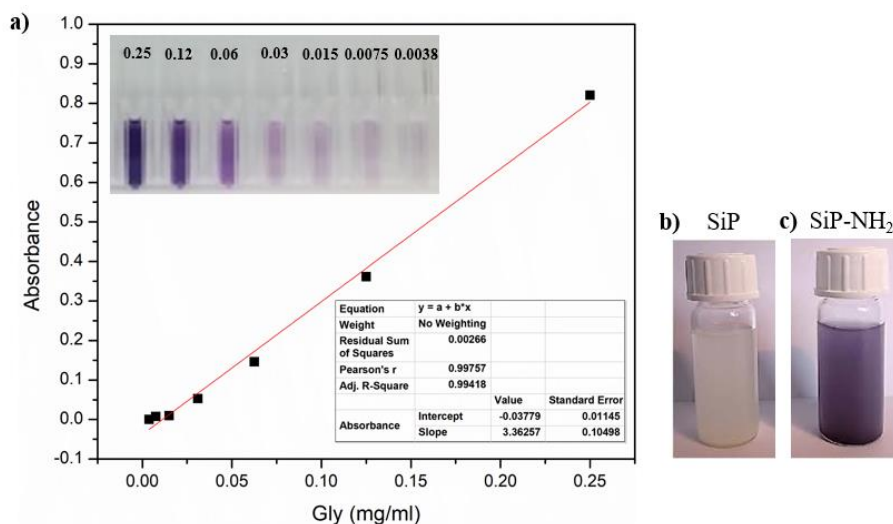 a)
1.0
0.9
0.8
0.7
0.6
0.5
0.4
0.3
0.2
0.1
0.0
-0.1
Absorbance
0.25 0.12 0.06 0.03 0.015 0.0075 0.0038
Equation y = a + b*x
Weight No Weighting
Residual Sum
of Squares 0.00266
Pearson's r 0.99757
Adj. R-Square 0.99418
Value Standard Error
Absorbance Intercept -0.03779 0.01145
Slope 3.36257 0.10498
0.00 0.05 0.10 0.15 0.20 0.25
Gly (mg/ml)
b) SiP
c) SiP-NH₂